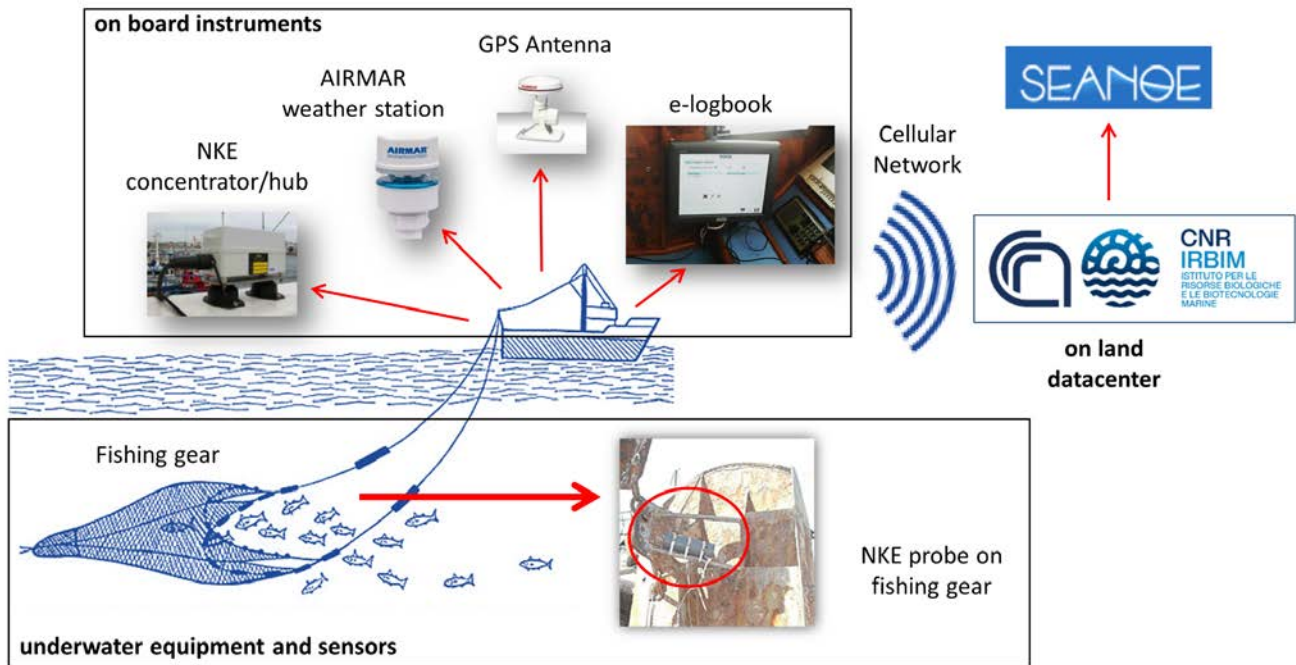 on board instruments
GPS Antenna
AIRMAR
weather station
e-logbook
NKE
concentrator/hub
AIRMAR
Cellular
Network
SEANOE
CNR
IRBIM
ISTITUTO PER LE
RISORSE BIOLOGICHE
E LE BIOTECNOLOGIE
MARINE
on land
datacenter
Fishing gear
NKE probe on
fishing gear
underwater equipment and sensors